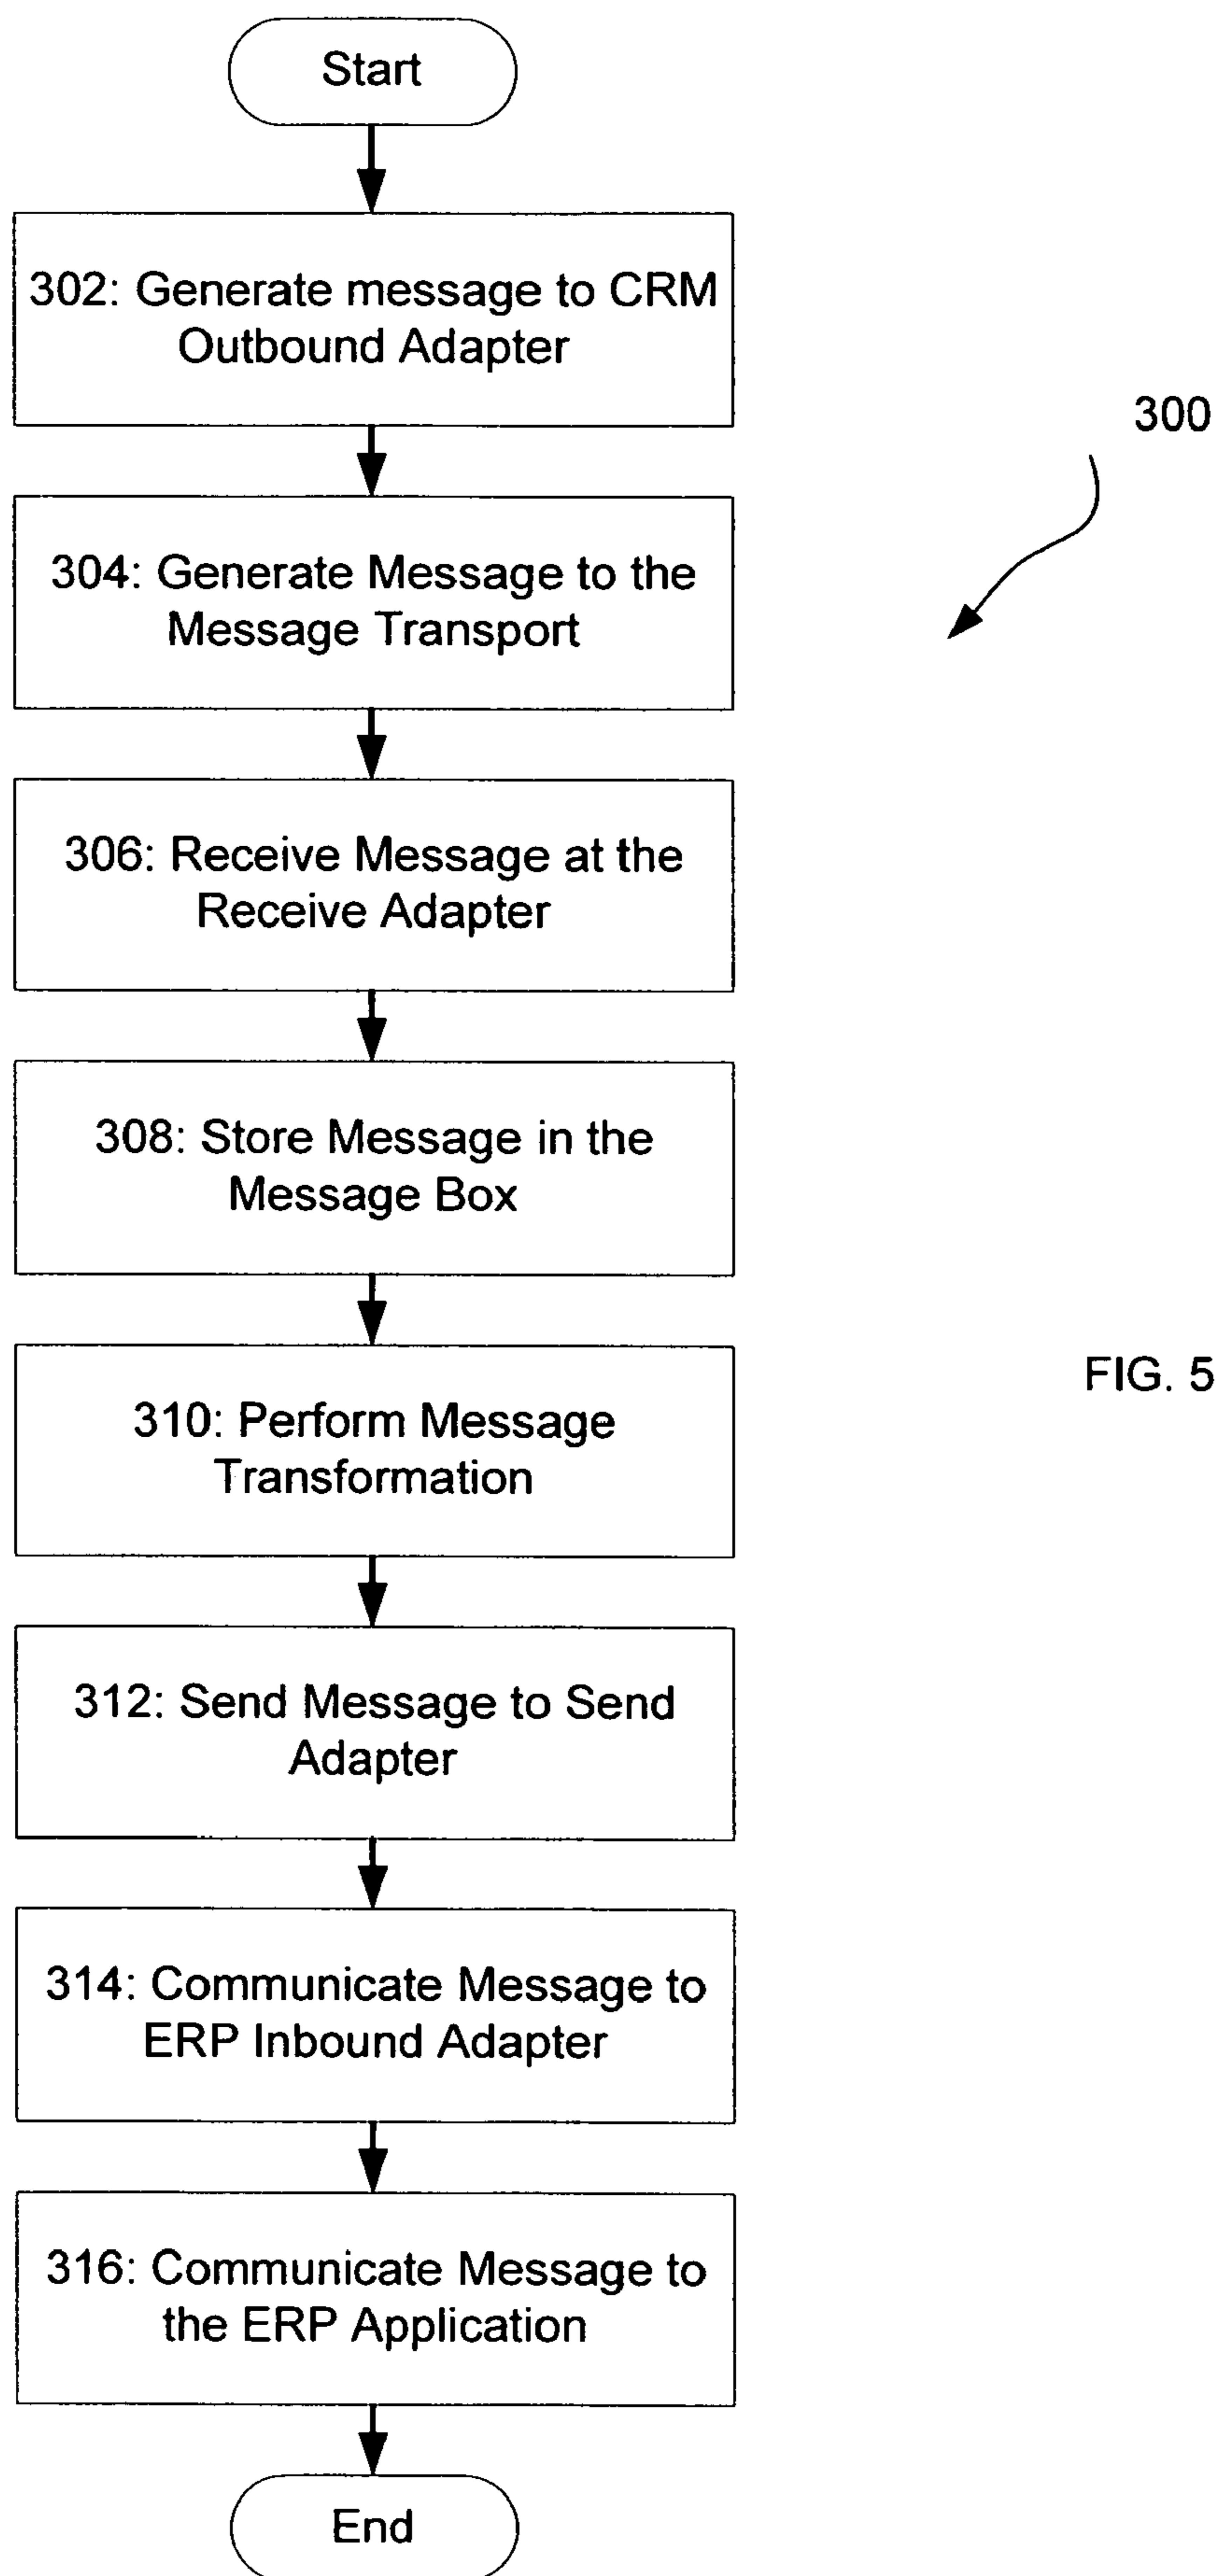 Start
302: Generate message to CRM
Outbound Adapter
300
304: Generate Message to the
Message Transport
306: Receive Message at the
Receive Adapter
308: Store Message in the
Message Box
FIG. 5
310: Perform Message
Transformation
312: Send Message to Send
Adapter
314: Communicate Message to
ERP Inbound Adapter
316: Communicate Message to
the ERP Application
End